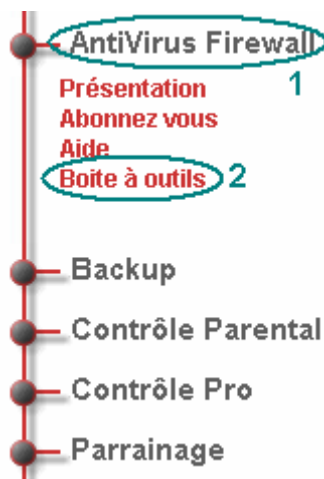 AntiVirus Firewall
1
Présentation
Abonnez vous
Aide
Boite à outils 2
Backup
Contrôle Parental
Contrôle Pro
Parrainage